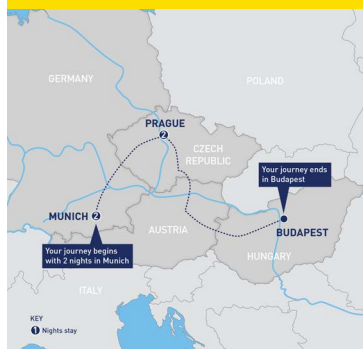 GERMANY
POLAND
PRAGUE
2
CZECH
REPUBLIC
Your journey ends
in Budapest
MUNICH 2
BUDAPEST
AUSTRIA
Your journey begins
with 2 nights in Munich
HUNGARY
ITALY
KEY
1 Nights stay